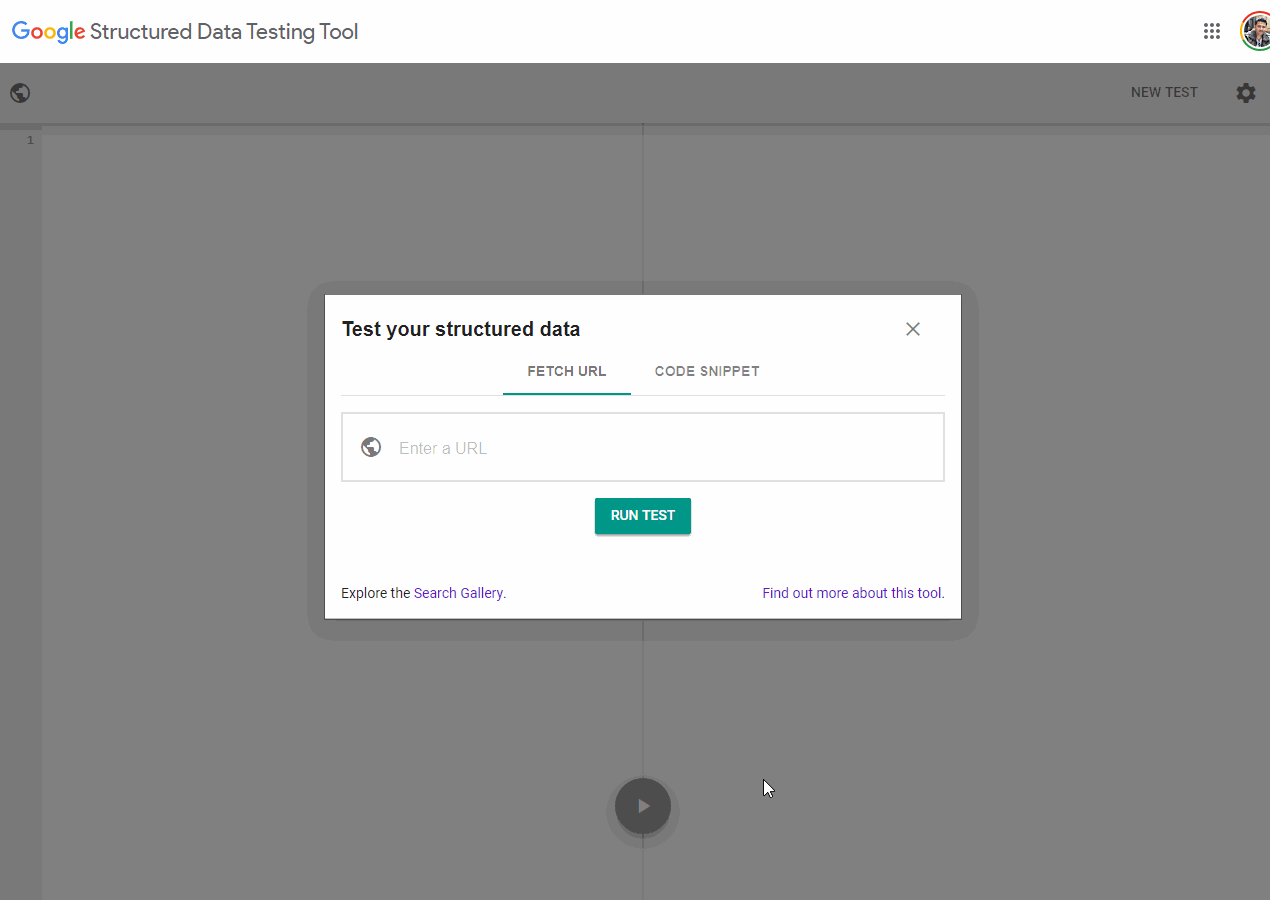 Google Structured Data Testing Tool
NEW TEST
1
Test your structured data
FETCH URL
CODE SNIPPET
Enter a URL
RUN TEST
Explore the Search Gallery.
Find out more about this tool.